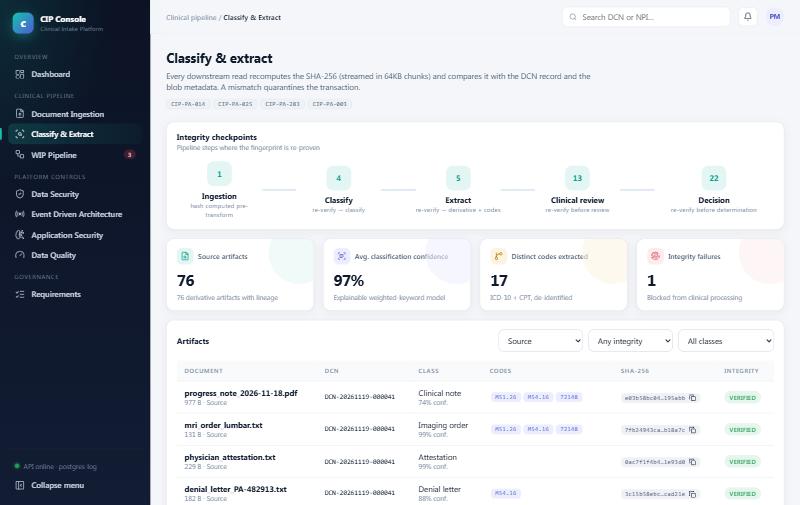 c CIP Console
Clinical Intake Platform
OVERVIEW
Dashboard
CLINICAL PIPELINE
Document Ingestion
Classify & Extract
WIP Pipeline 3
PLATFORM CONTROLS
Data Security
Event Driven Architecture
Application Security
Data Quality
GOVERNANCE
Requirements
API online · postgres log
Collapse menu
Clinical pipeline / Classify & Extract
Search DCN or NPI...
PM
Classify & extract
Every downstream read recomputes the SHA-256 (streamed in 64KB chunks) and compares it with the DCN record and the
blob metadata. A mismatch quarantines the transaction.
CIP-PA-014 CIP-PA-025 CIP-PA-203 CIP-PA-003
Integrity checkpoints
Pipeline steps where the fingerprint is re-proven
1 4 5 13 22
Ingestion Classify Extract Clinical review Decision
hash computed pre-transform re-verify — classify re-verify — derivative + codes re-verify before review re-verify before determination
Source artifacts
76
76 derivative artifacts with lineage
Avg. classification confidence
97%
Explainable weighted-keyword model
Distinct codes extracted
17
ICD-10 + CPT, de-identified
Integrity failures
1
Blocked from clinical processing
Artifacts Source Any integrity All classes
DOCUMENT DCN CLASS CODES SHA-256 INTEGRITY
progress_note_2026-11-18.pdf DCN-20261119-000041 Clinical note M51.26 M54.16 72148 VERIFIED
977 B · Source 74% conf.
mri_order_lumbar.txt DCN-20261119-000041 Imaging order M51.26 M54.16 72148 VERIFIED
131 B · Source 99% conf.
physician_attestation.txt DCN-20261119-000041 Attestation VERIFIED
229 B · Source 99% conf.
denial_letter_PA-482913.txt DCN-20261119-000041 Denial letter M54.16 VERIFIED
182 B · Source 88% conf.